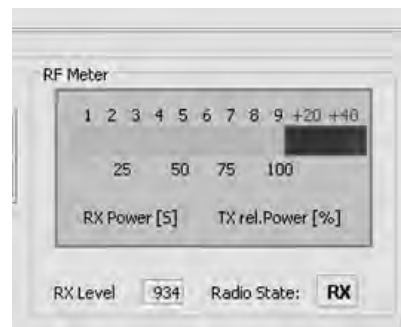 RF Meter
1 2 3 4 5 6 7 8 9 +20 +40
25 50 75 100
RX Power [S] TX rel.Power [%]
RX Level 934 Radio State: RX